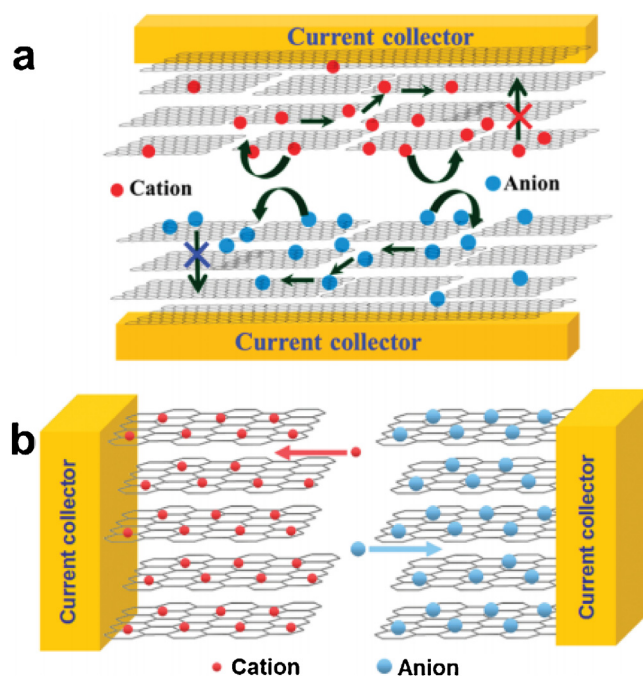 a
Current collector
Cation
Anion
Current collector
b
Current collector
Current collector
Cation
Anion